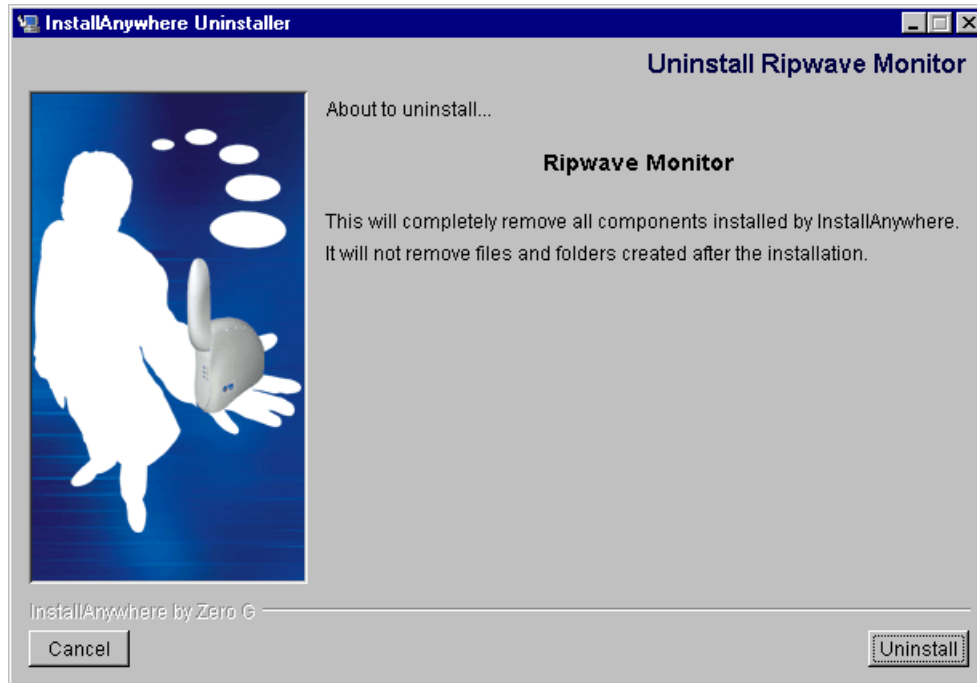 InstallAnywhere Uninstaller
Uninstall Ripwave Monitor
About to uninstall...
Ripwave Monitor
This will completely remove all components installed by InstallAnywhere.
It will not remove files and folders created after the installation.
InstallAnywhere by Zero G
Cancel
Uninstall